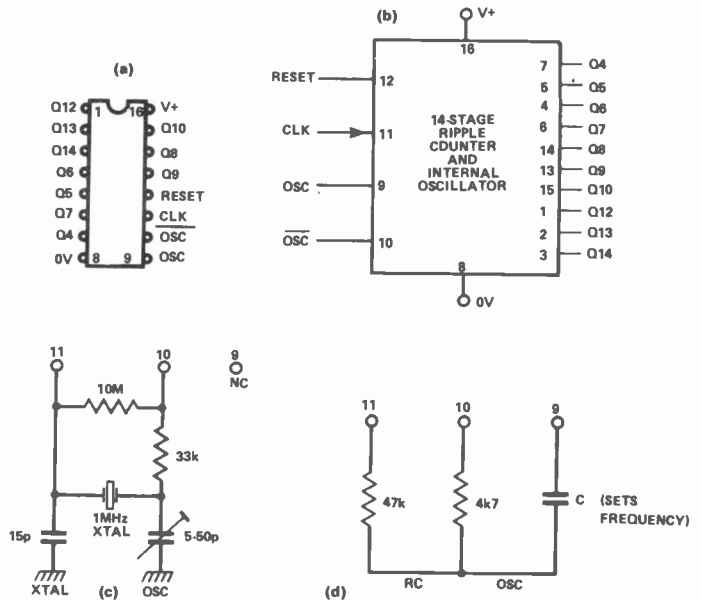 (a)
Q12 1 16 V+
Q13 Q10
Q14 Q8
Q6 Q9
Q5 RESET
Q7 CLK
Q4 OSC
0V 8 9 OSC
(b)
V+
16
RESET 12
CLK 11
OSC 9
OSC 10
14-STAGE
RIPPLE
CDUNTER
AND
INTERNAL
OSCILLATOR
7 Q4
5 Q5
4 Q6
6 Q7
14 Q8
13 Q9
15 Q10
1 Q12
2 Q13
3 Q14
8
0V
11 10 9
NC
10M
33k
1MHz
XTAL
15p
5-50p
XTAL (c) OSC
11 10 9
47k
4k7
C (SETS
FREQUENCY)
(d) RC OSC